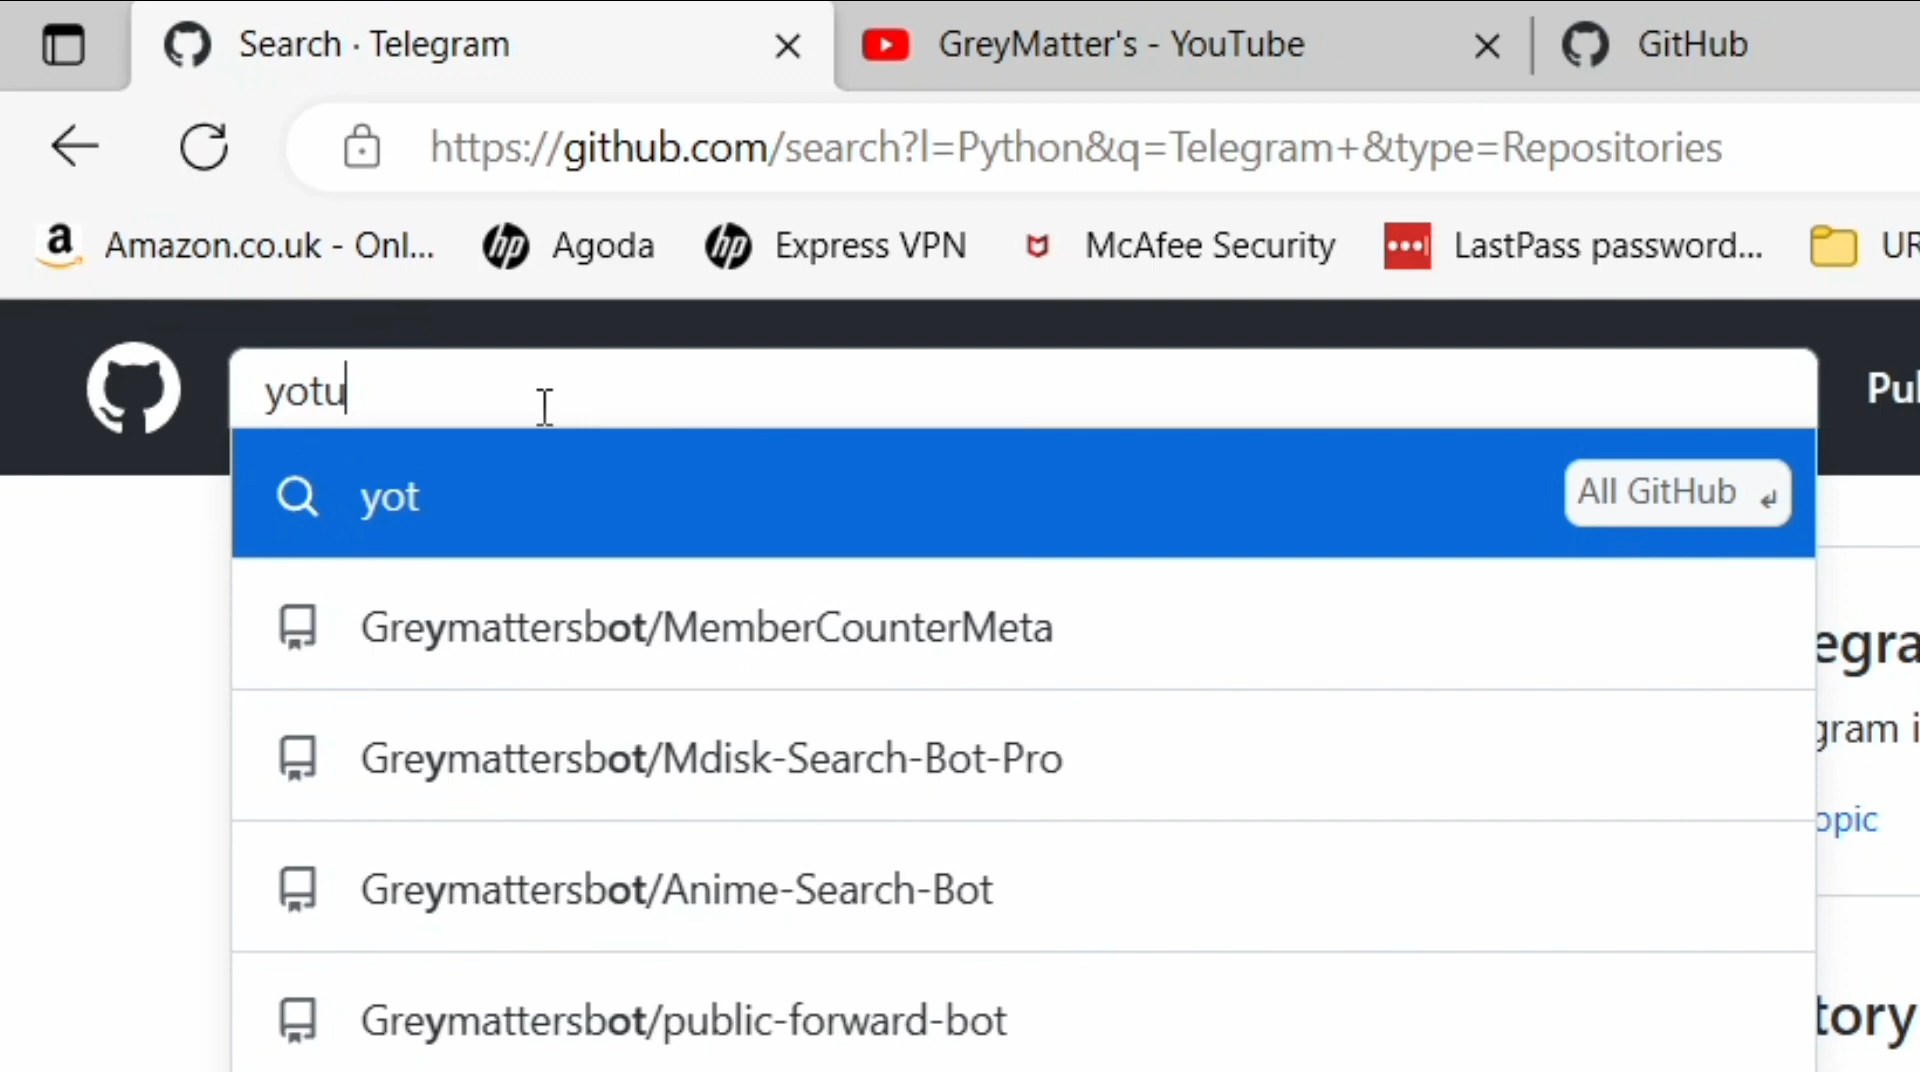 Search · Telegram
GreyMatter's - YouTube
GitHub
https://github.com/search?l=Python&q=Telegram+&type=Repositories
Amazon.co.uk - Onl...
Agoda
Express VPN
McAfee Security
LastPass password...
UR
yotu
Pul
yot
All GitHub
Greymattersbot/MemberCounterMeta
egra
Greymattersbot/Mdisk-Search-Bot-Pro
gram i
opic
Greymattersbot/Anime-Search-Bot
Greymattersbot/public-forward-bot
tory